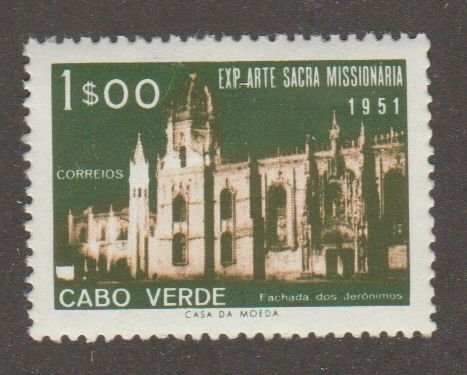 1$00
EXP. ARTE SACRA MISSIONÁRIA
1951
CORREIOS
CABO VERDE
Fachada dos Jerónimos
CASA DA MOEDA